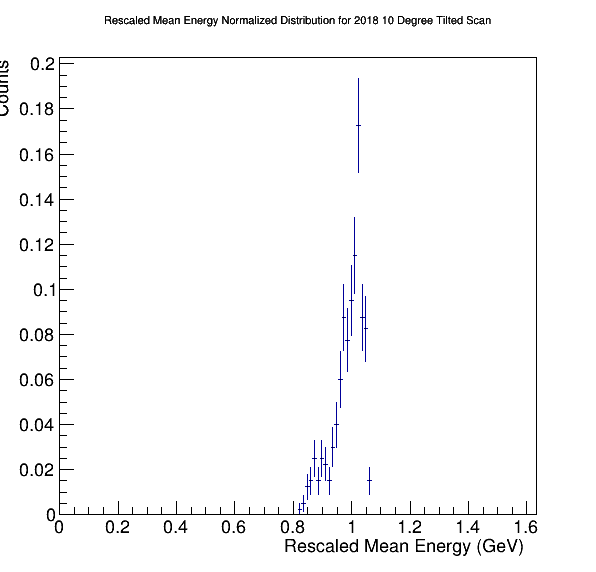 Rescaled Mean Energy Normalized Distribution for 2018 10 Degree Tilted Scan
Counts
0.2
0.18
0.16
0.14
0.12
0.1
0.08
0.06
0.04
0.02
0
0 0.2 0.4 0.6 0.8 1 1.2 1.4 1.6
Rescaled Mean Energy (GeV)